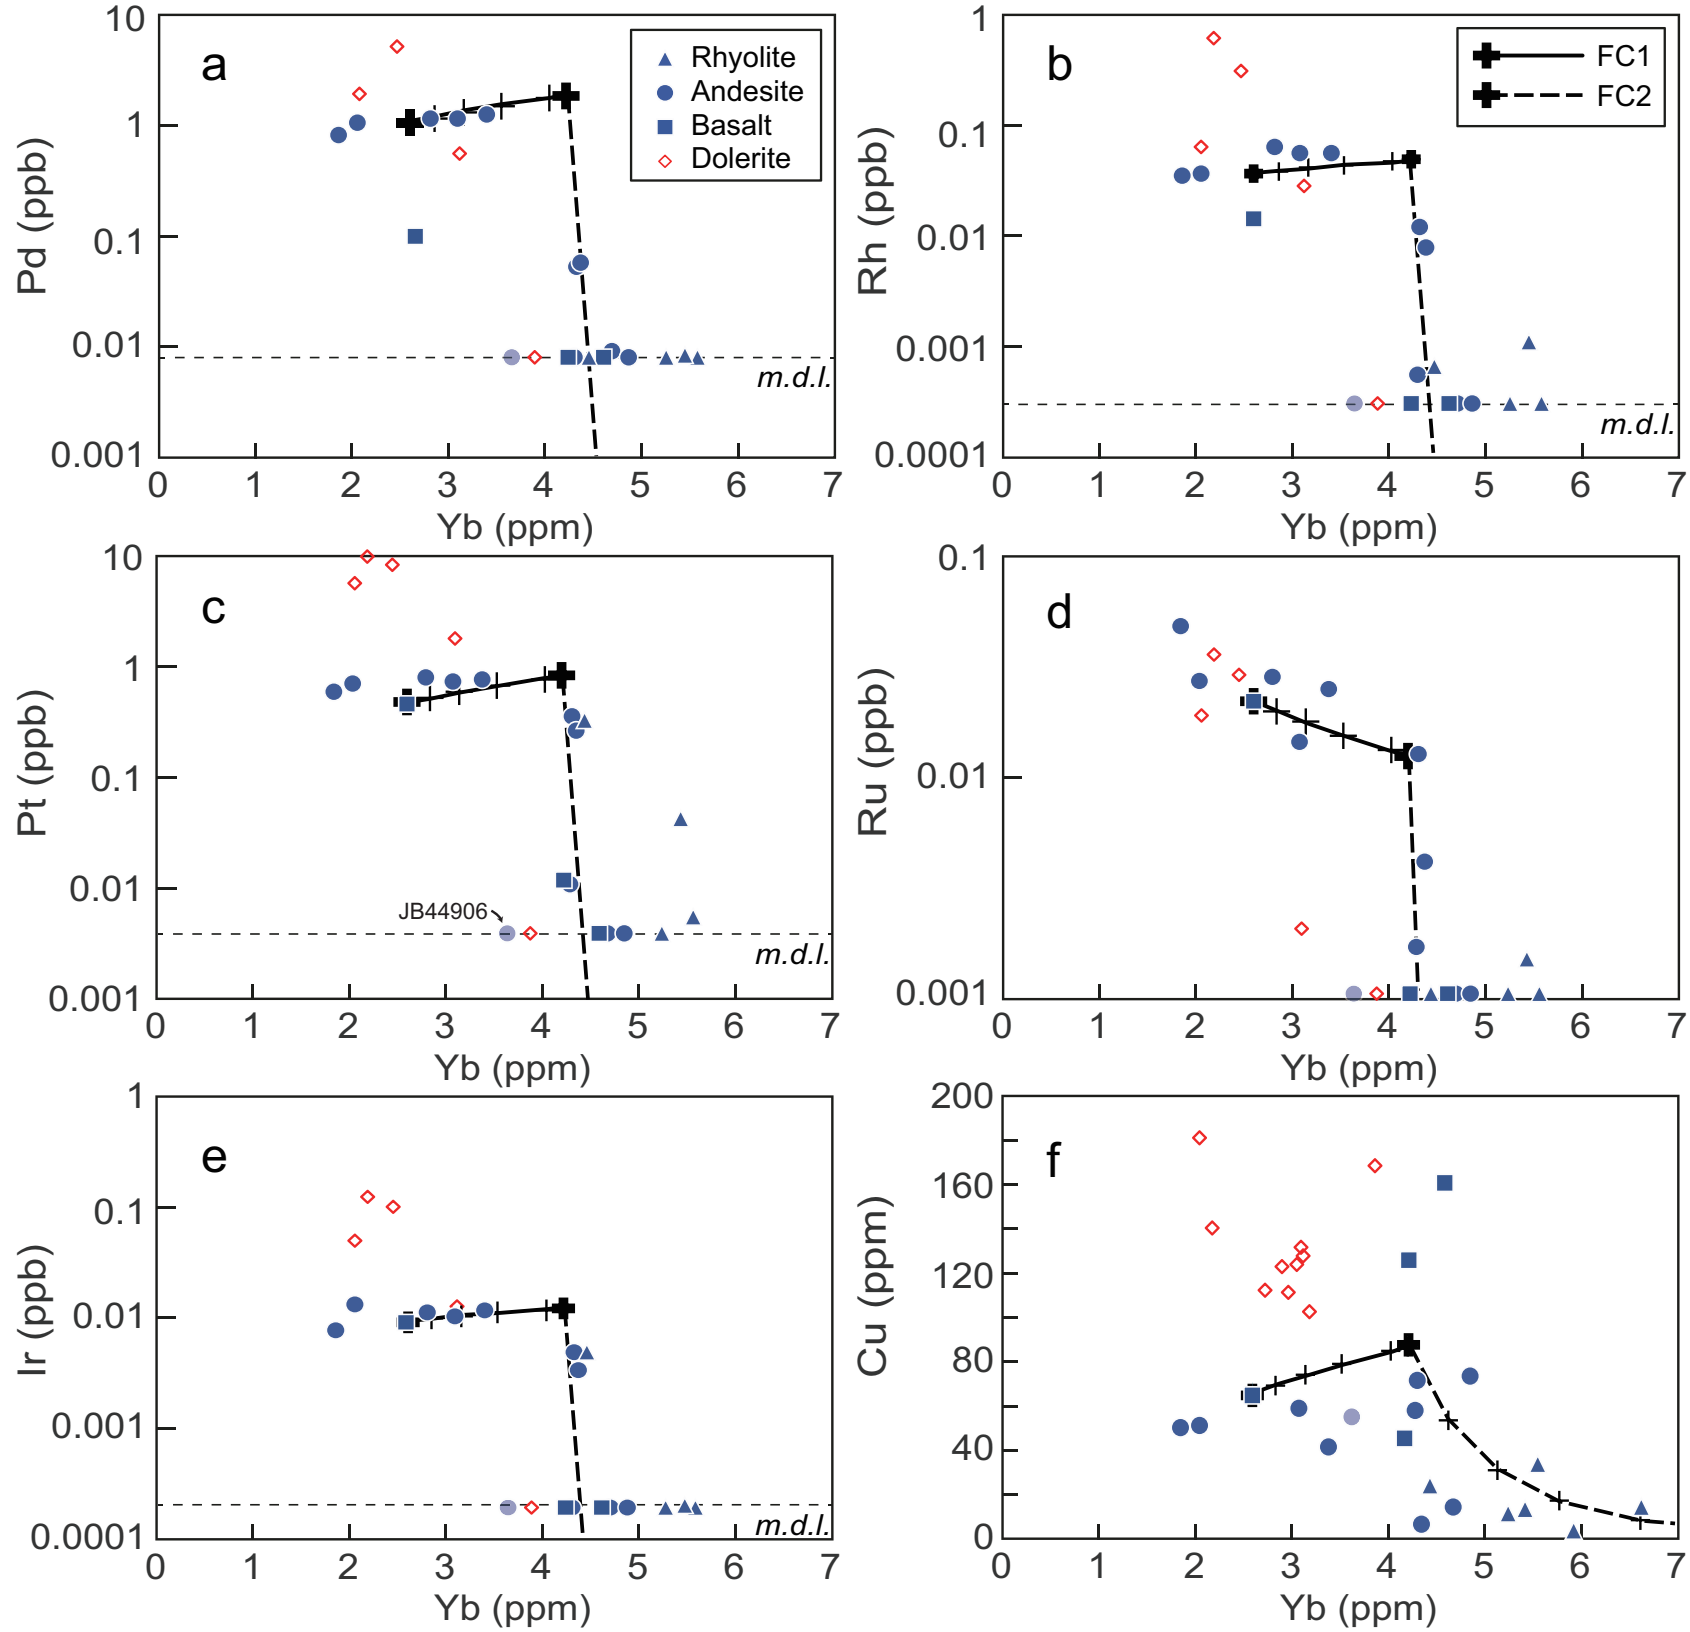 a
10
1
0.1
0.01
0.001
Pd (ppb)
Rhyolite
Andesite
Basalt
Dolerite
m.d.l.
0 1 2 3 4 5 6 7
Yb (ppm)
b
1
0.1
0.01
0.001
0.0001
Rh (ppb)
FC1
FC2
m.d.l.
0 1 2 3 4 5 6 7
Yb (ppm)
c
10
1
0.1
0.01
0.001
Pt (ppb)
JB44906
m.d.l.
0 1 2 3 4 5 6 7
Yb (ppm)
d
0.1
0.01
0.001
Ru (ppb)
0 1 2 3 4 5 6 7
Yb (ppm)
e
1
0.1
0.01
0.001
0.0001
Ir (ppb)
m.d.l.
0 1 2 3 4 5 6 7
Yb (ppm)
f
200
160
120
80
40
0
Cu (ppm)
0 1 2 3 4 5 6 7
Yb (ppm)